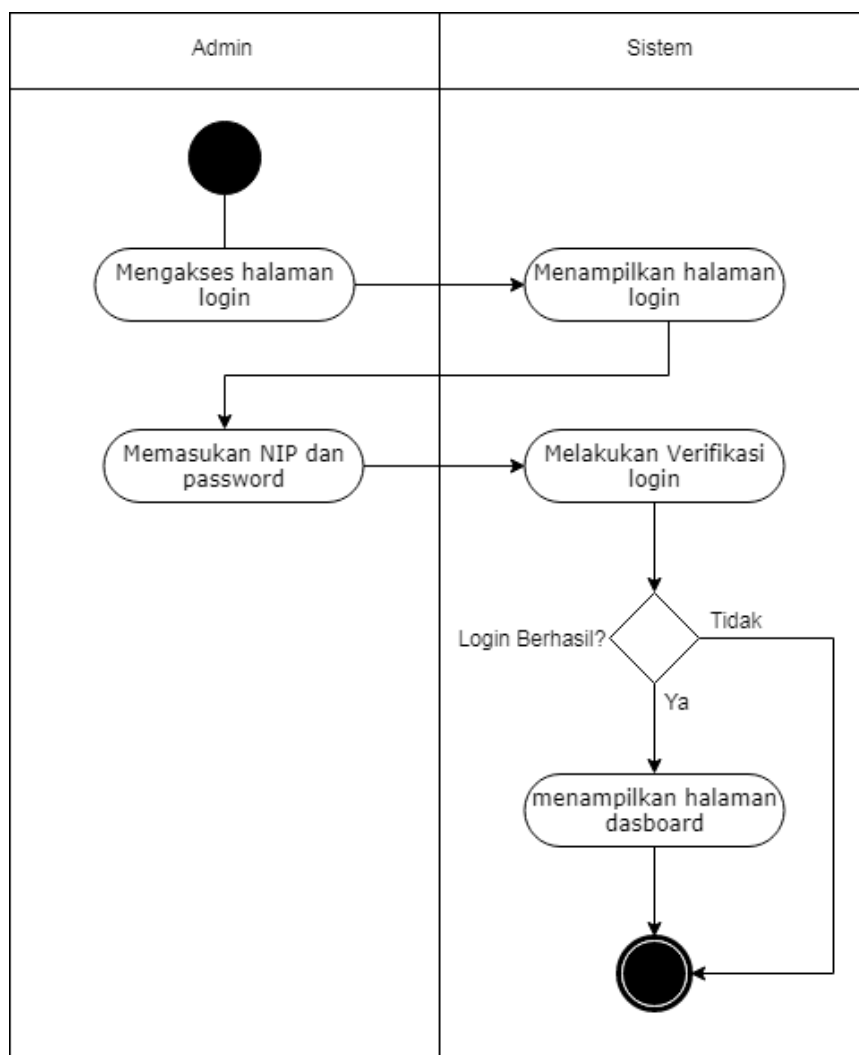 Admin
Sistem
Mengakses halaman
login
Menampilkan halaman
login
Memasukan NIP dan
password
Melakukan Verifikasi
login
Login Berhasil?
Tidak
Ya
menampilkan halaman
dasboard